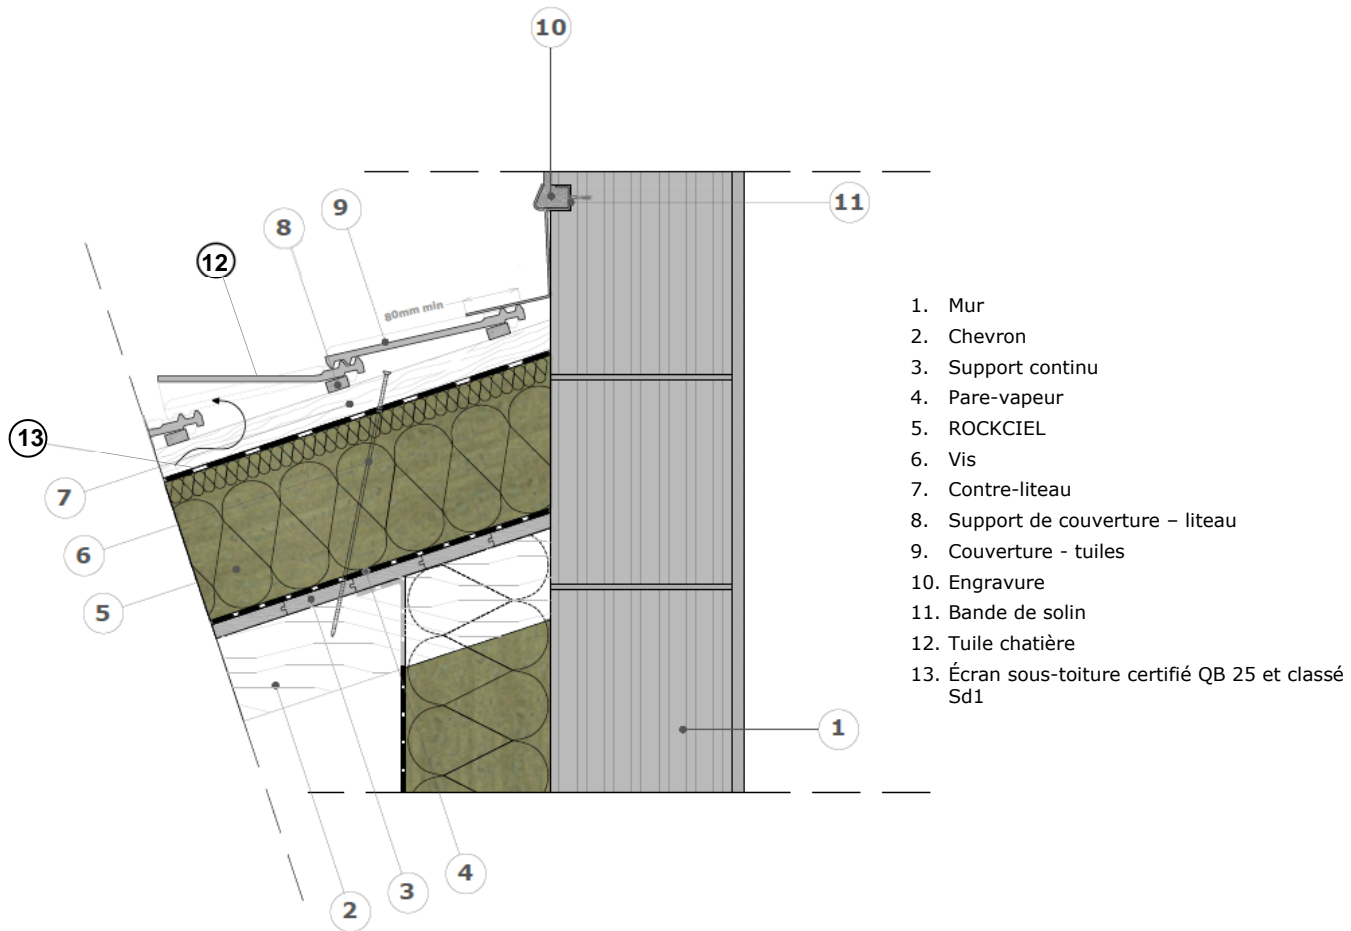 10
9
11
8
12
80mm min
13
7
6
5
1
4
3
2
1. Mur
2. Chevron
3. Support continu
4. Pare-vapeur
5. ROCKCIEL
6. Vis
7. Contre-liteau
8. Support de couverture – liteau
9. Couverture - tuiles
10. Engravure
11. Bande de solin
12. Tuile chatière
13. Écran sous-toiture certifié QB 25 et classé
Sd1